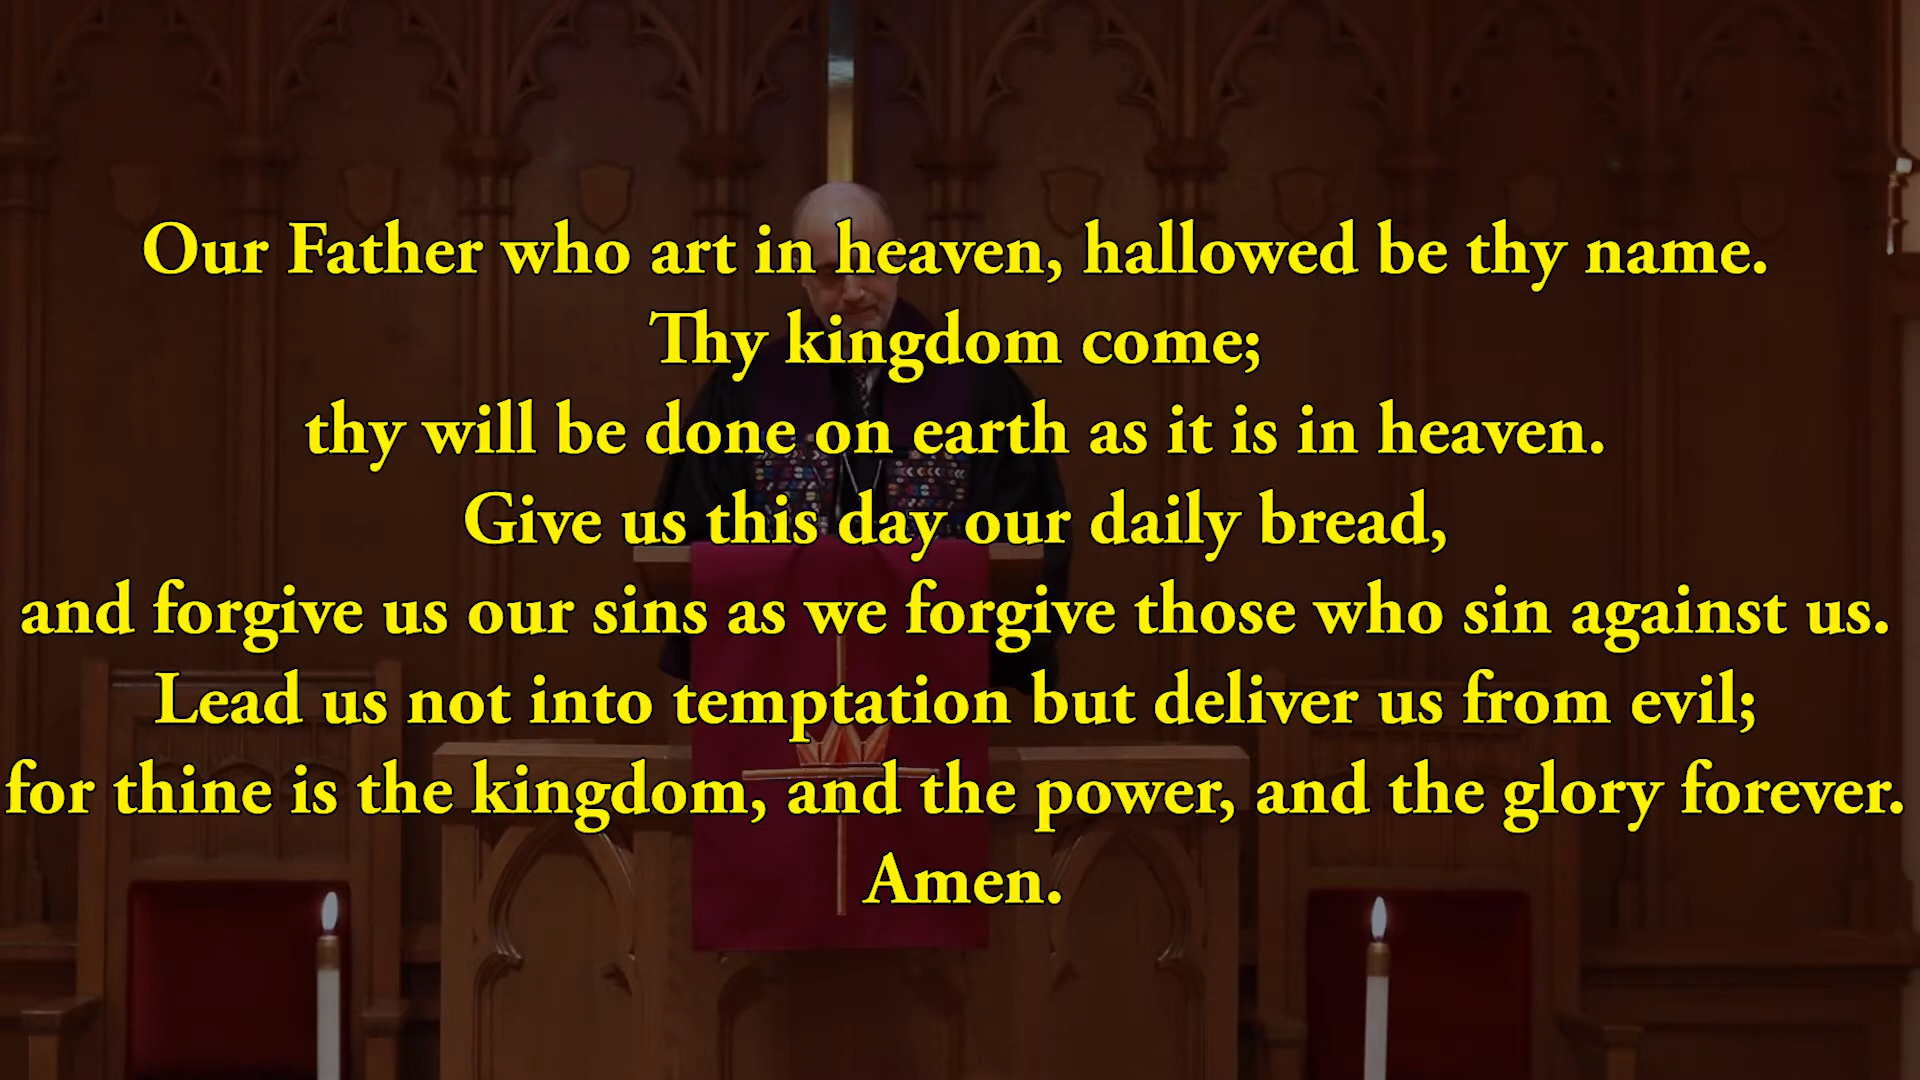 Our Father who art in heaven, hallowed be thy name.
Thy kingdom come;
thy will be done on earth as it is in heaven.
Give us this day our daily bread,
and forgive us our sins as we forgive those who sin against us.
Lead us not into temptation but deliver us from evil;
for thine is the kingdom, and the power, and the glory forever.
Amen.